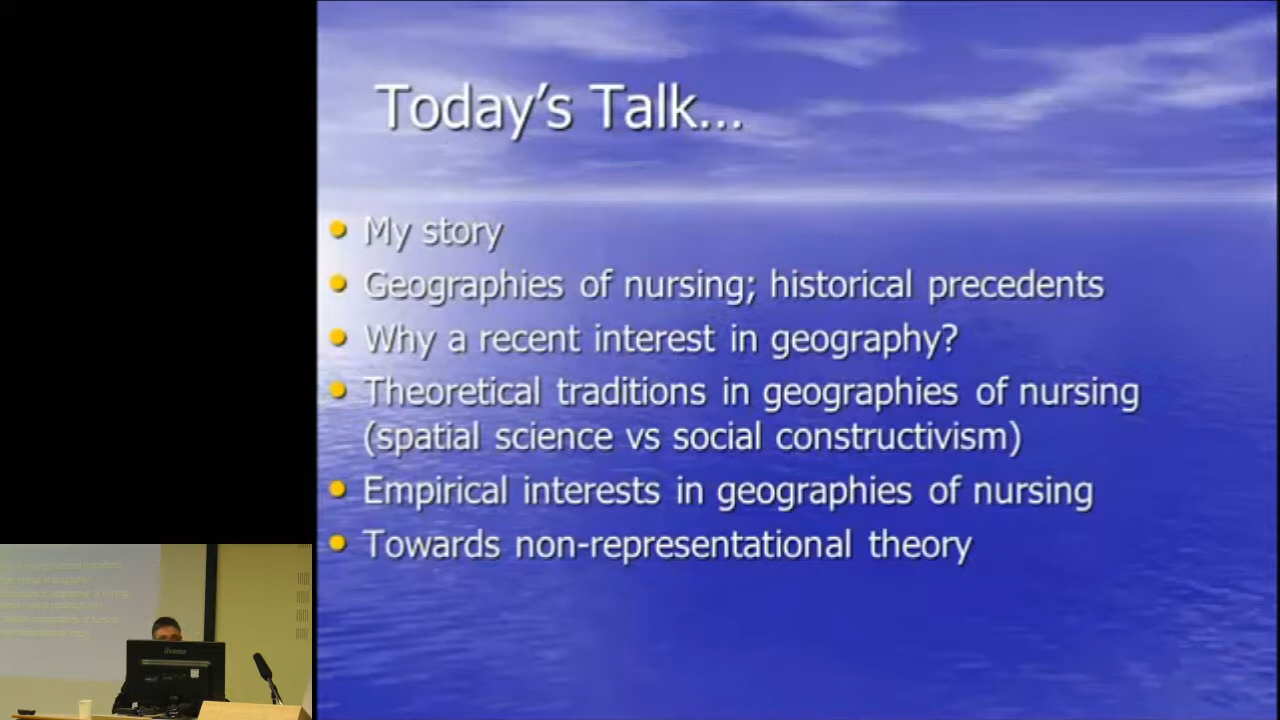 Today's Talk...
My story
Geographies of nursing; historical precedents
Why a recent interest in geography?
Theoretical traditions in geographies of nursing
(spatial science vs social constructivism)
Empirical interests in geographies of nursing
Towards non-representational theory
iiyama